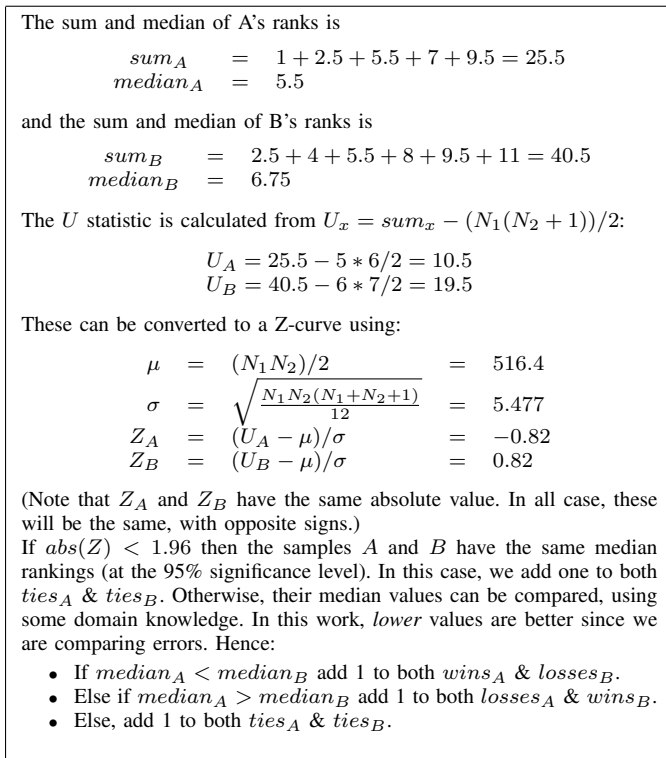 The sum and median of A's ranks is
sum_A = 1 + 2.5 + 5.5 + 7 + 9.5 = 25.5
median_A = 5.5
and the sum and median of B's ranks is
sum_B = 2.5 + 4 + 5.5 + 8 + 9.5 + 11 = 40.5
median_B = 6.75
The U statistic is calculated from U_x = sum_x − (N_1(N_2 + 1))/2:
U_A = 25.5 − 5 ∗ 6/2 = 10.5
U_B = 40.5 − 6 ∗ 7/2 = 19.5
These can be converted to a Z-curve using:
μ = (N_1N_2)/2 = 516.4
σ = √(N_1N_2(N_1+N_2+1)/12) = 5.477
Z_A = (U_A − μ)/σ = −0.82
Z_B = (U_B − μ)/σ = 0.82
(Note that Z_A and Z_B have the same absolute value. In all case, these
will be the same, with opposite signs.)
If abs(Z) < 1.96 then the samples A and B have the same median
rankings (at the 95% significance level). In this case, we add one to both
ties_A & ties_B. Otherwise, their median values can be compared, using
some domain knowledge. In this work, lower values are better since we
are comparing errors. Hence:
• If median_A < median_B add 1 to both wins_A & losses_B.
• Else if median_A > median_B add 1 to both losses_A & wins_B.
• Else, add 1 to both ties_A & ties_B.